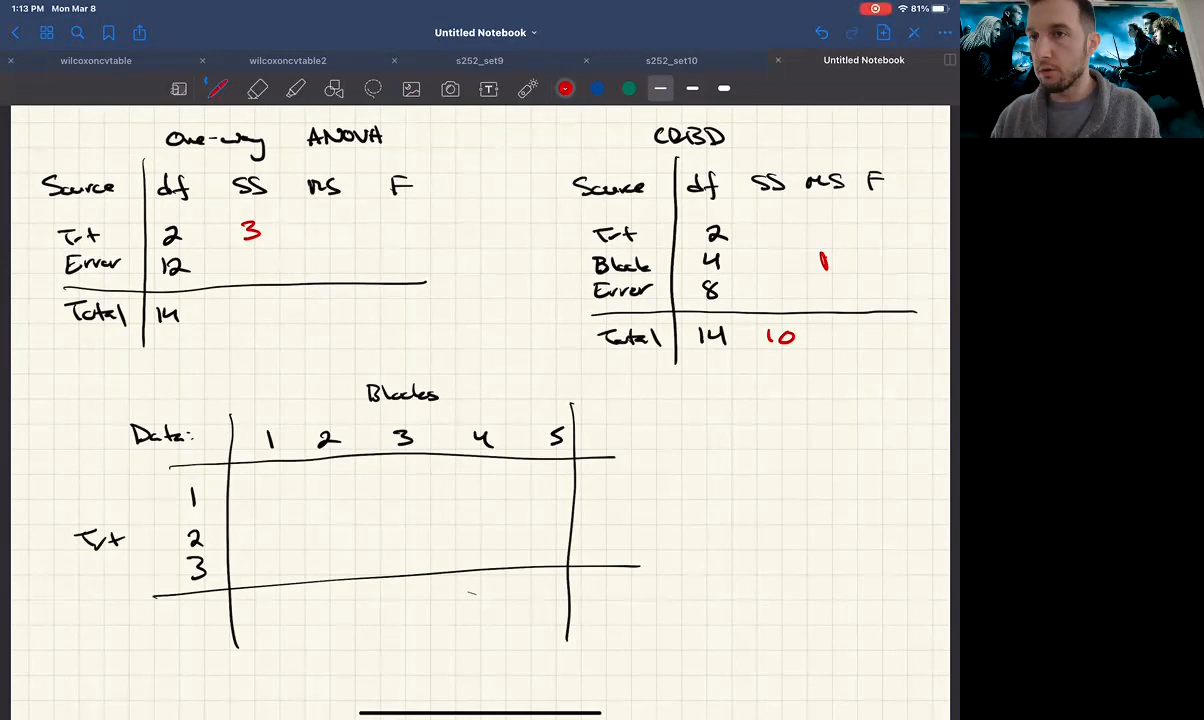 1:13 PM Mon Mar 8
81%
Untitled Notebook
wilcoxoncvtable
wilcoxoncvtable2
s252_set9
s252_set10
Untitled Notebook
One-way ANOVA
Source df SS MS F
Trt 2 3
Error 12
Total 14
CRBD
Source df SS MS F
Trt 2
Block 4 1
Error 8
Total 14 10
Blocks
Data: 1 2 3 4 5
1
Trt 2
3